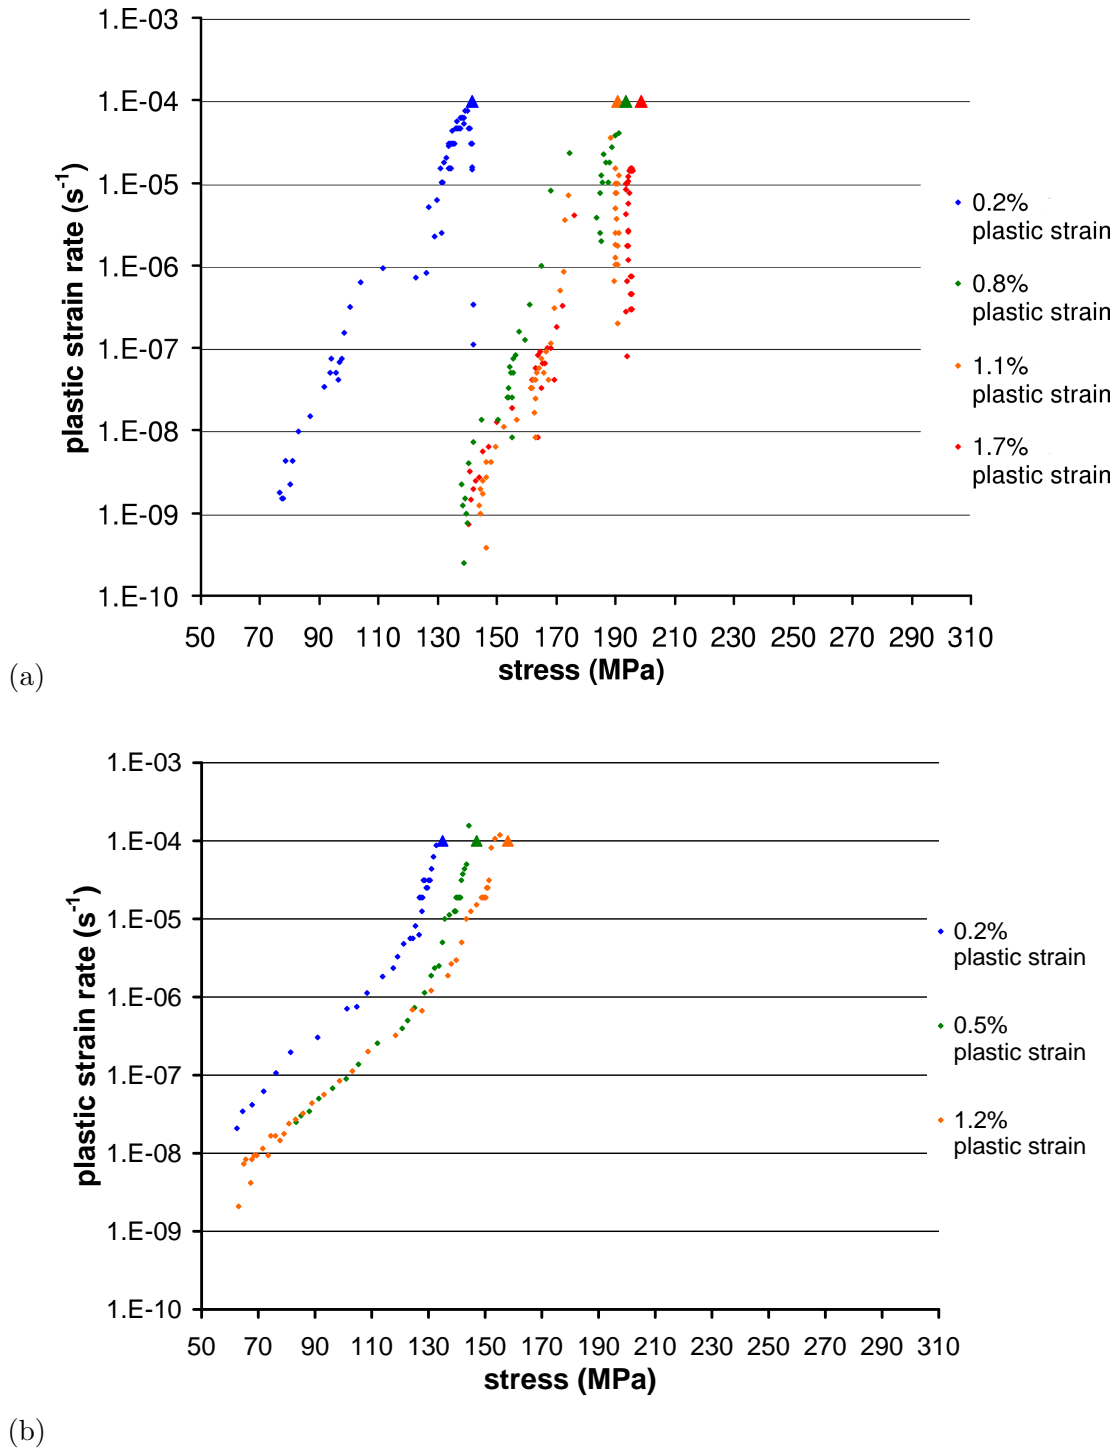 1.E-03
1.E-04
1.E-05
1.E-06
1.E-07
1.E-08
1.E-09
1.E-10
plastic strain rate (s-1)
50 70 90 110 130 150 170 190 210 230 250 270 290 310
stress (MPa)
0.2%
plastic strain
0.8%
plastic strain
1.1%
plastic strain
1.7%
plastic strain
(a)
1.E-03
1.E-04
1.E-05
1.E-06
1.E-07
1.E-08
1.E-09
1.E-10
plastic strain rate (s-1)
50 70 90 110 130 150 170 190 210 230 250 270 290 310
stress (MPa)
0.2%
plastic strain
0.5%
plastic strain
1.2%
plastic strain
(b)